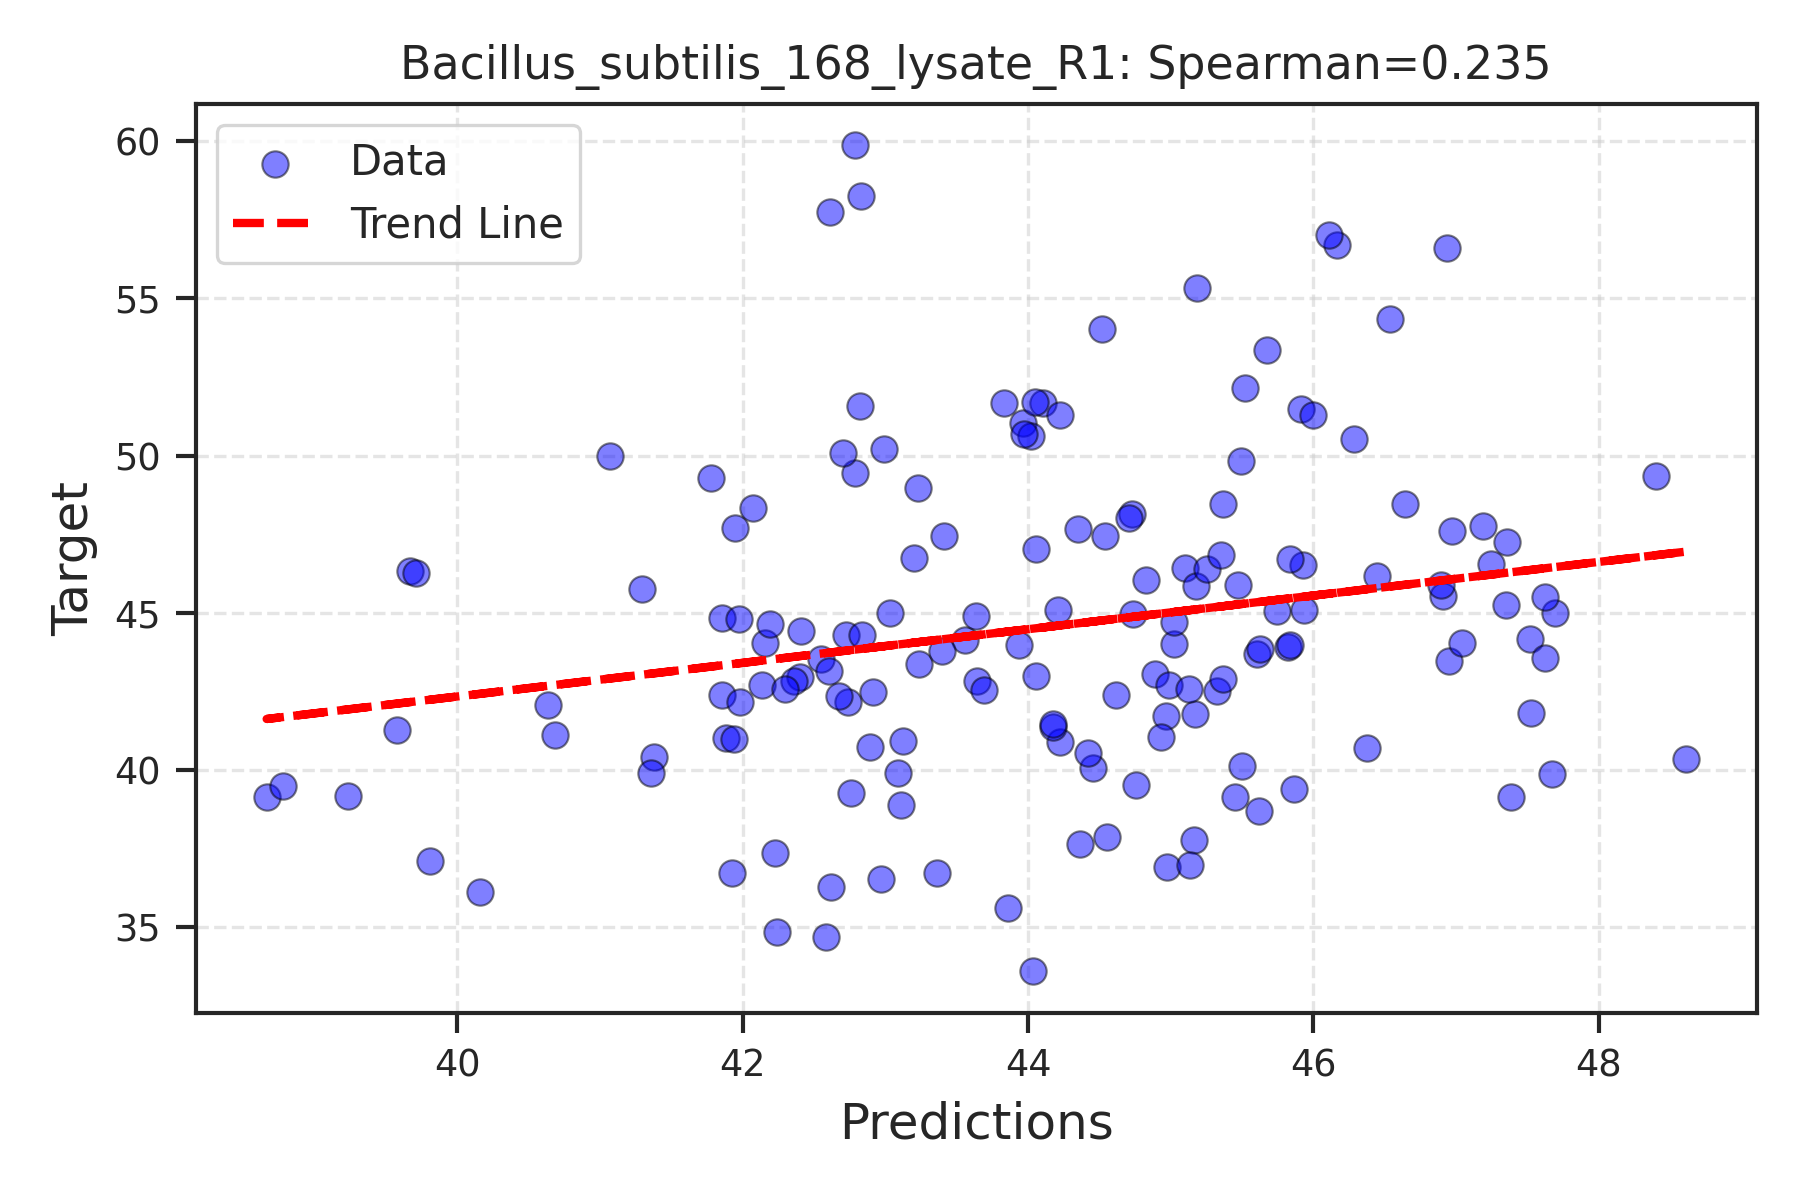 Bacillus_subtilis_168_lysate_R1: Spearman=0.235
Data
Trend Line
60
55
50
45
40
35
Target
40
42
44
46
48
Predictions